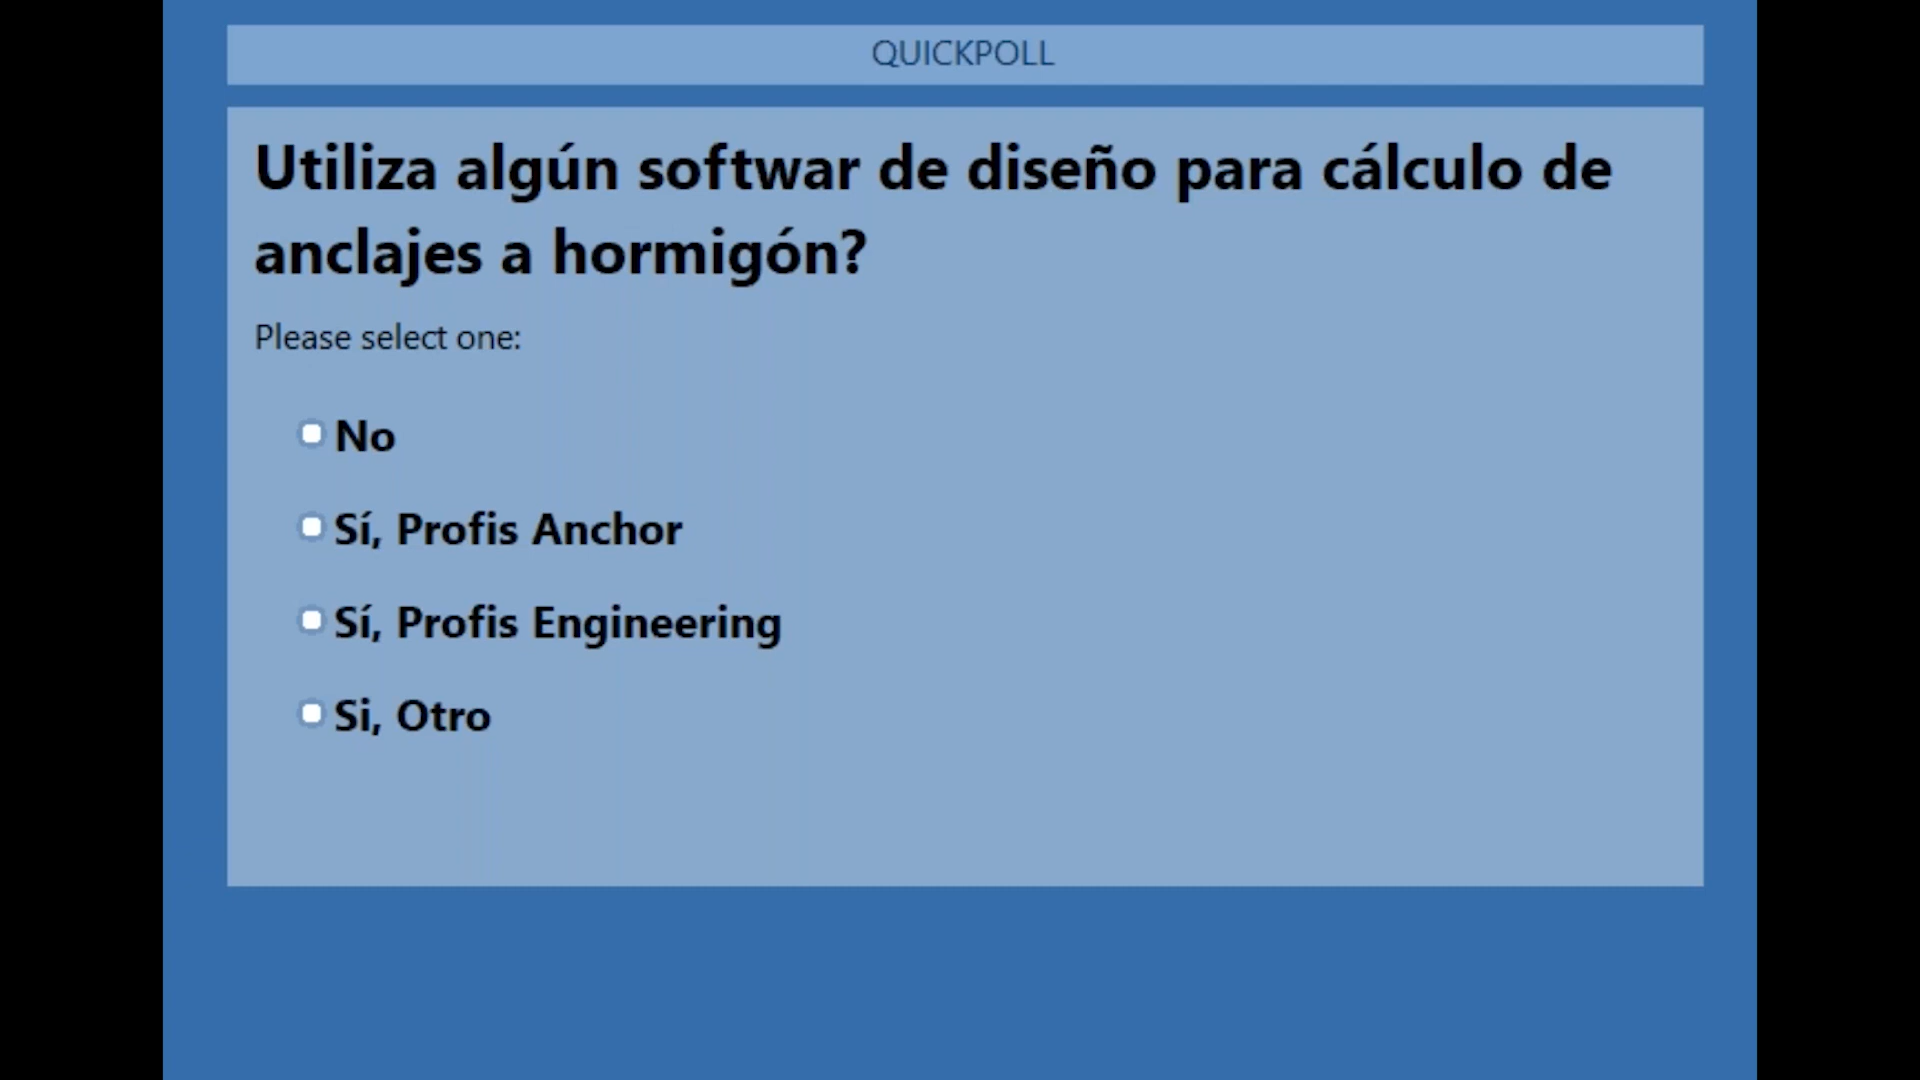 QUICKPOLL
Utiliza algún softwar de diseño para cálculo de
anclajes a hormigón?
Please select one:
No
Sí, Profis Anchor
Sí, Profis Engineering
Si, Otro